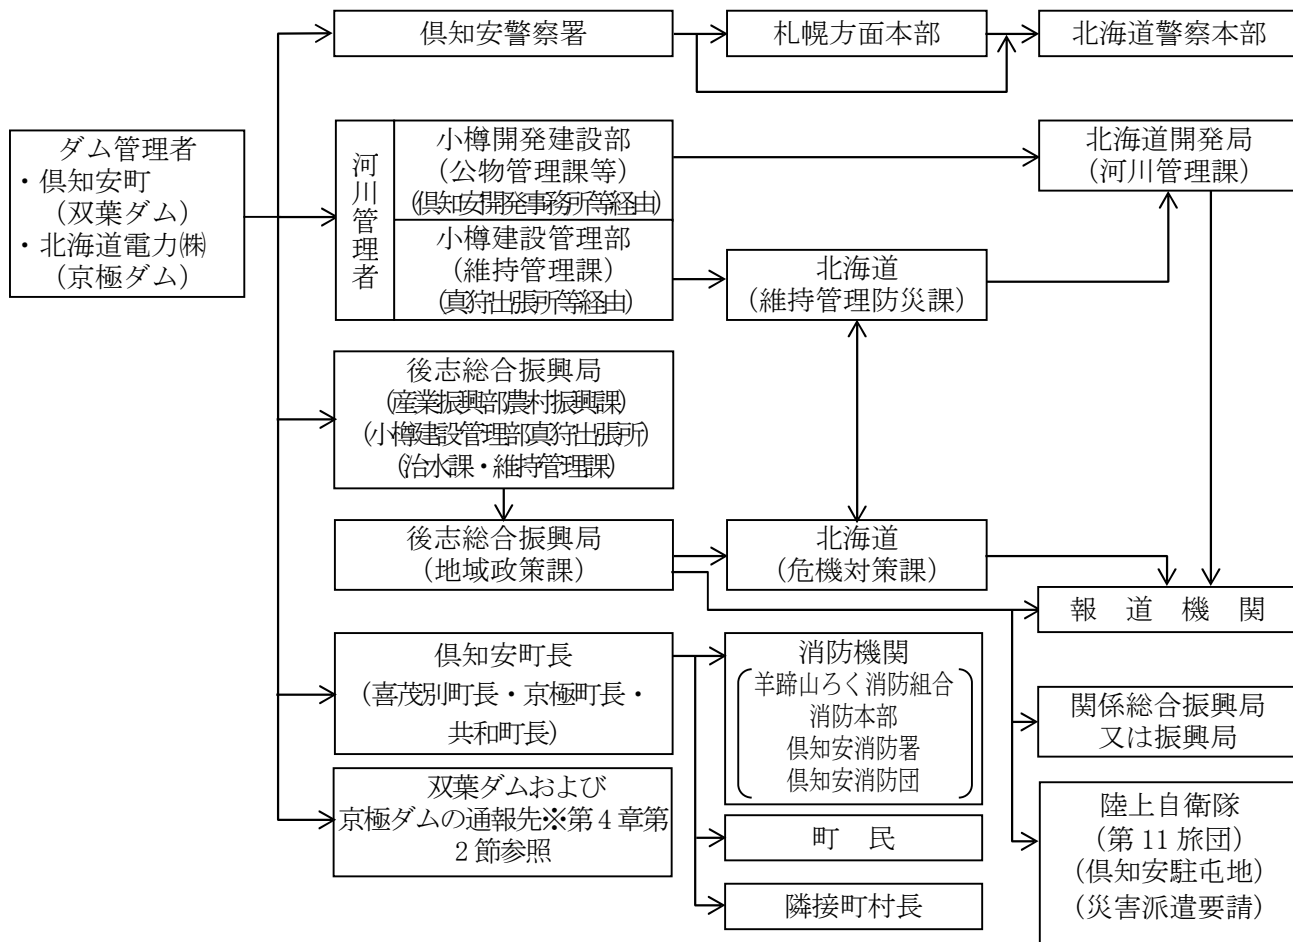 倶知安警察署
札幌方面本部
北海道警察本部
ダム管理者
・倶知安町
(双葉ダム)
・北海道電力㈱
(京極ダム)
河川管理者
小樽開発建設部
(公物管理課等)
(倶知安開発事務所等経由)
小樽建設管理部
(維持管理課)
(真狩出張所等経由)
北海道
(維持管理防災課)
北海道開発局
(河川管理課)
後志総合振興局
(産業振興部農村振興課)
(小樽建設管理部真狩出張所)
(治水課・維持管理課)
後志総合振興局
(地域政策課)
北海道
(危機対策課)
報 道 機 関
倶知安町長
(喜茂別町長・京極町長・
共和町長)
消防機関
羊蹄山ろく消防組合
消防本部
倶知安消防署
倶知安消防団
関係総合振興局
又は振興局
双葉ダムおよび
京極ダムの通報先※第4章第
2節参照
町 民
隣接町村長
陸上自衛隊
(第11旅団)
(倶知安駐屯地)
(災害派遣要請)